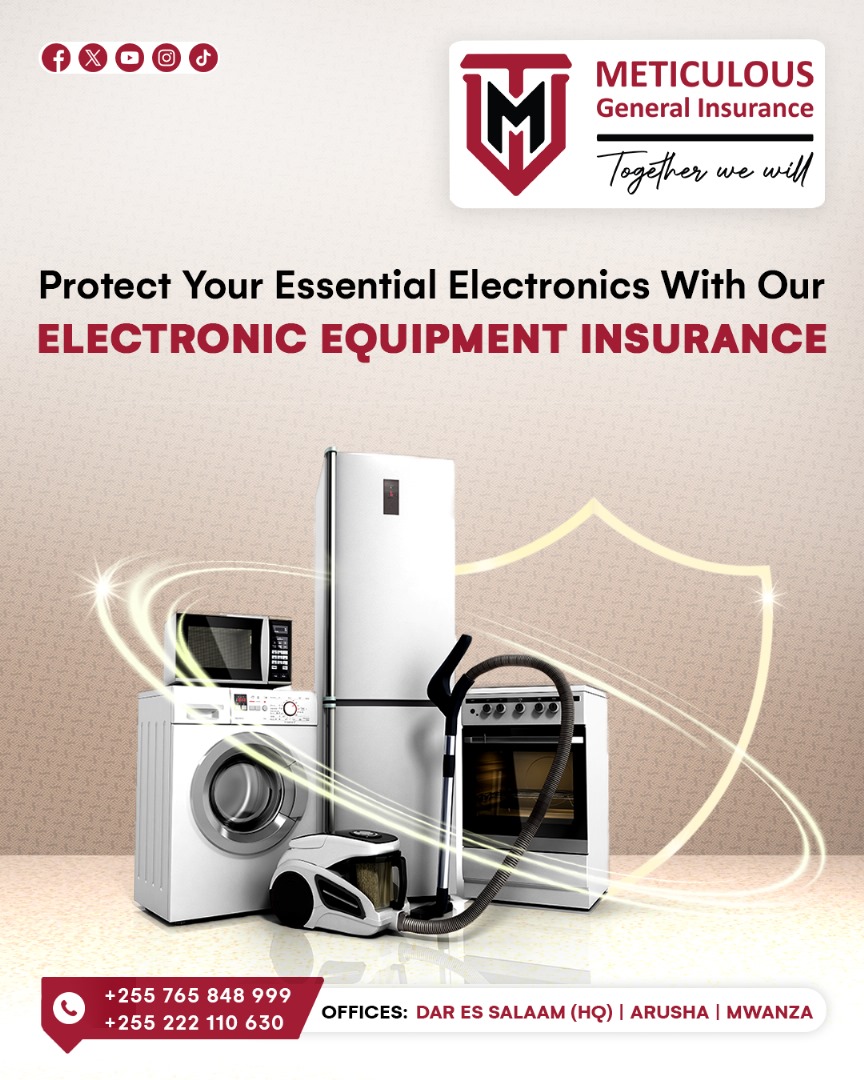 METICULOUS
General Insurance
Together we will
Protect Your Essential Electronics With Our
ELECTRONIC EQUIPMENT INSURANCE
+255 765 848 999
+255 222 110 630
OFFICES: DAR ES SALAAM (HQ) | ARUSHA | MWANZA